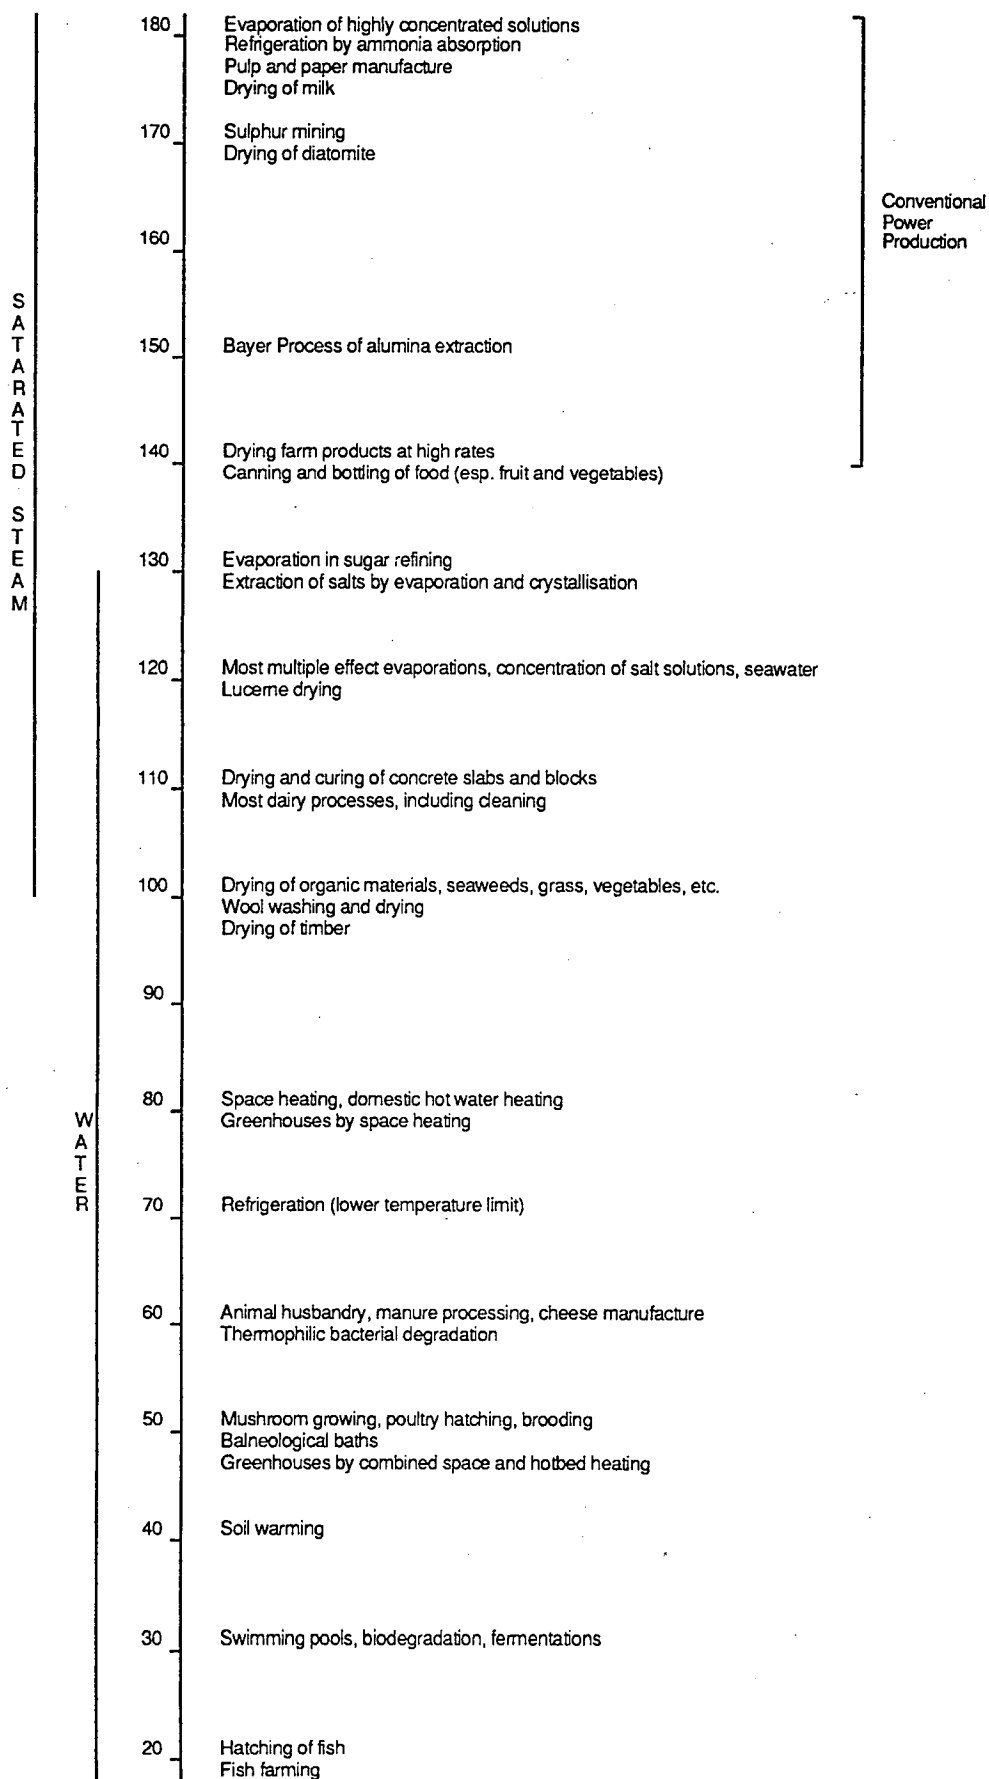 180 Evaporation of highly concentrated solutions
Refrigeration by ammonia absorption
Pulp and paper manufacture
Drying of milk
170 Sulphur mining
Drying of diatomite
Conventional
Power
Production
160
SATARATED STEAM
150 Bayer Process of alumina extraction
140 Drying farm products at high rates
Canning and bottling of food (esp. fruit and vegetables)
130 Evaporation in sugar refining
Extraction of salts by evaporation and crystallisation
120 Most multiple effect evaporations, concentration of salt solutions, seawater
Lucerne drying
110 Drying and curing of concrete slabs and blocks
Most dairy processes, including cleaning
100 Drying of organic materials, seaweeds, grass, vegetables, etc.
Wool washing and drying
Drying of timber
90
80 Space heating, domestic hot water heating
Greenhouses by space heating
WATER
70 Refrigeration (lower temperature limit)
60 Animal husbandry, manure processing, cheese manufacture
Thermophilic bacterial degradation
50 Mushroom growing, poultry hatching, brooding
Balneological baths
Greenhouses by combined space and hotbed heating
40 Soil warming
30 Swimming pools, biodegradation, fermentations
20 Hatching of fish
Fish farming